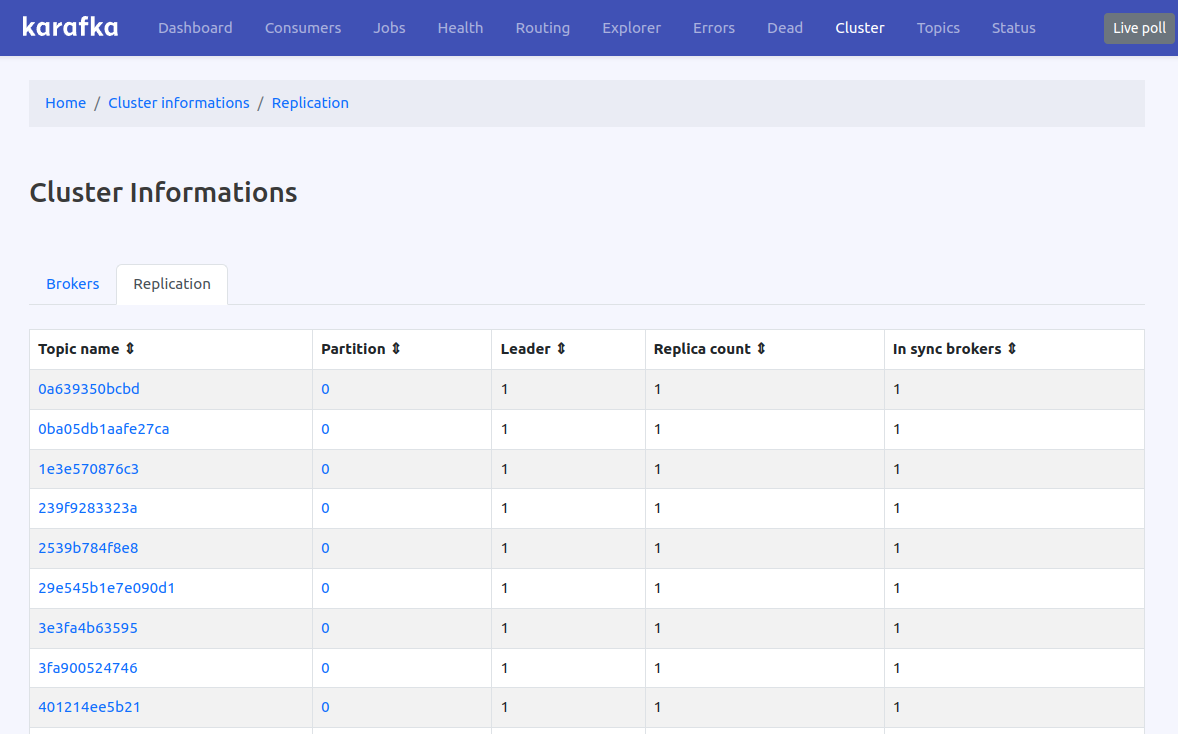 karafka Dashboard Consumers Jobs Health Routing Explorer Errors Dead Cluster Topics Status Live poll
Home / Cluster informations / Replication
Cluster Informations
Brokers Replication
Topic name ⇕ Partition ⇕ Leader ⇕ Replica count ⇕ In sync brokers ⇕
0a639350bcbd 0 1 1 1
0ba05db1aafe27ca 0 1 1 1
1e3e570876c3 0 1 1 1
239f9283323a 0 1 1 1
2539b784f8e8 0 1 1 1
29e545b1e7e090d1 0 1 1 1
3e3fa4b63595 0 1 1 1
3fa900524746 0 1 1 1
401214ee5b21 0 1 1 1